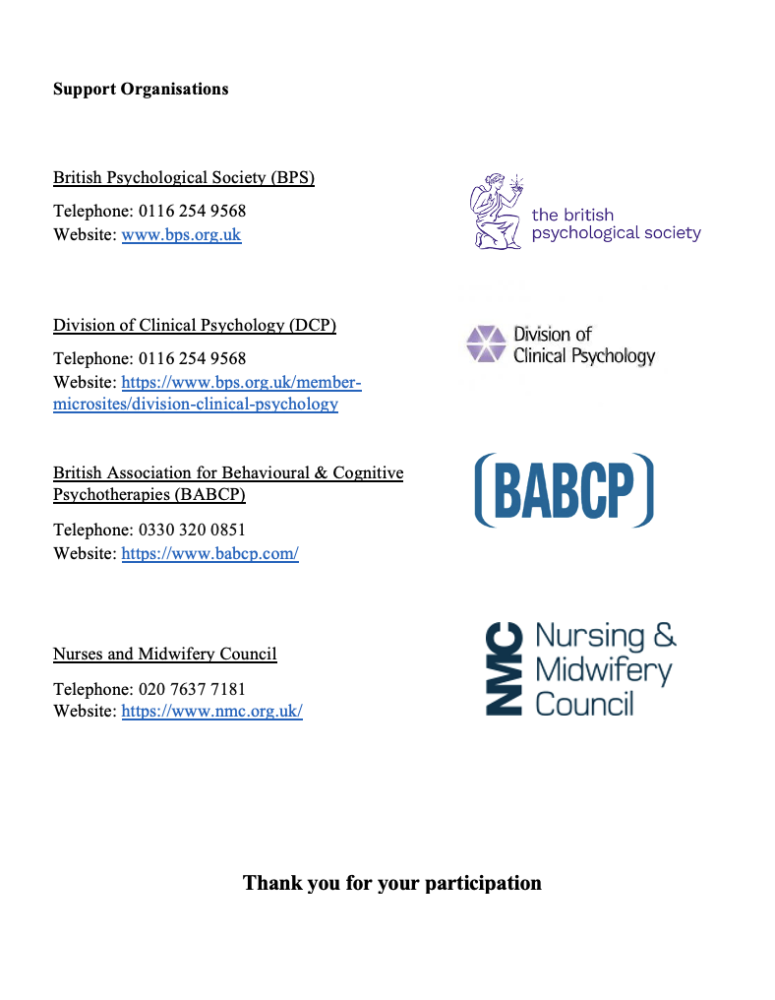 Support Organisations
British Psychological Society (BPS)
Telephone: 0116 254 9568
Website: www.bps.org.uk
the british
psychological society
Division of Clinical Psychology (DCP)
Telephone: 0116 254 9568
Website: https://www.bps.org.uk/member-
microsites/division-clinical-psychology
Division of
Clinical Psychology
British Association for Behavioural & Cognitive
Psychotherapies (BABCP)
Telephone: 0330 320 0851
Website: https://www.babcp.com/
(BABCP)
Nurses and Midwifery Council
Telephone: 020 7637 7181
Website: https://www.nmc.org.uk/
NMC
Nursing &
Midwifery
Council
Thank you for your participation